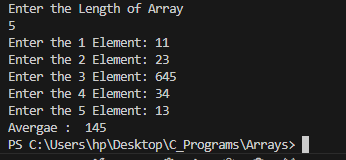 Enter the Length of Array
5
Enter the 1 Element: 11
Enter the 2 Element: 23
Enter the 3 Element: 645
Enter the 4 Element: 34
Enter the 5 Element: 13
Avergae :  145
PS C:\Users\hp\Desktop\C_Programs\Arrays>